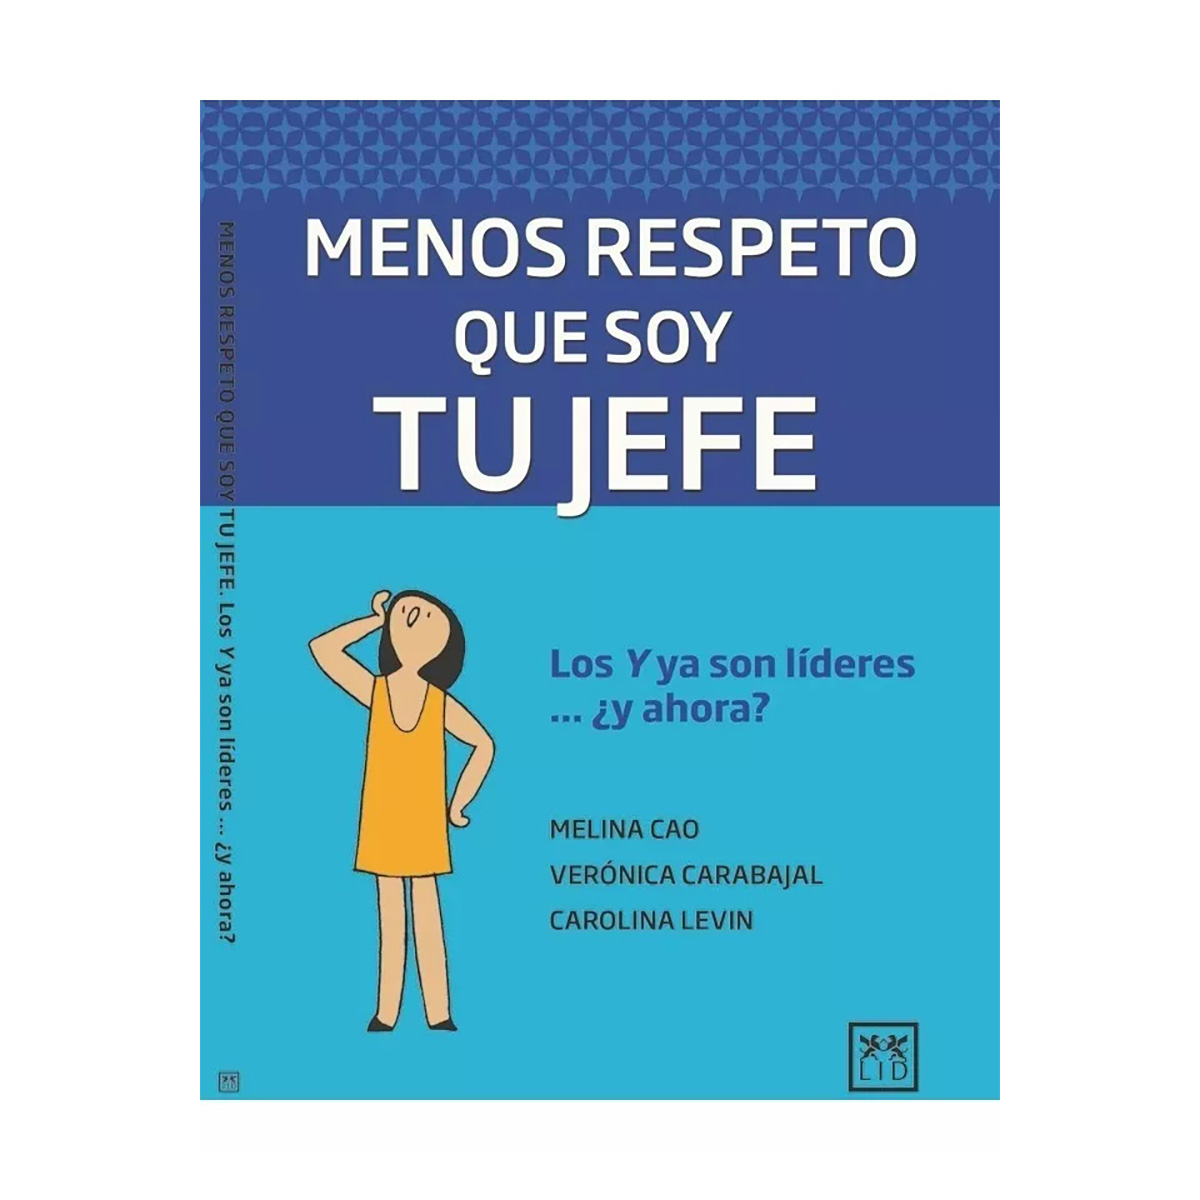 MENOS RESPETO
QUE SOY
TU JEFE
Los Y ya son líderes
... ¿y ahora?
MELINA CAO
VERÓNICA CARABAJAL
CAROLINA LEVIN
LID
MENOS RESPETO QUE SOY TU JEFE. Los Y ya son líderes ... ¿y ahora?
LID